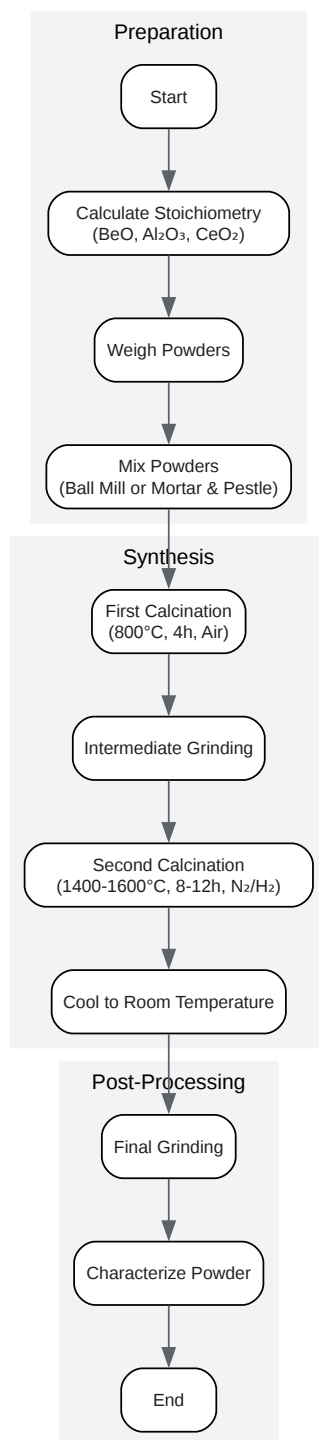 Preparation
Start
Calculate Stoichiometry
(BeO, Al₂O₃, CeO₂)
Weigh Powders
Mix Powders
(Ball Mill or Mortar & Pestle)
Synthesis
First Calcination
(800°C, 4h, Air)
Intermediate Grinding
Second Calcination
(1400-1600°C, 8-12h, N₂/H₂)
Cool to Room Temperature
Post-Processing
Final Grinding
Characterize Powder
End